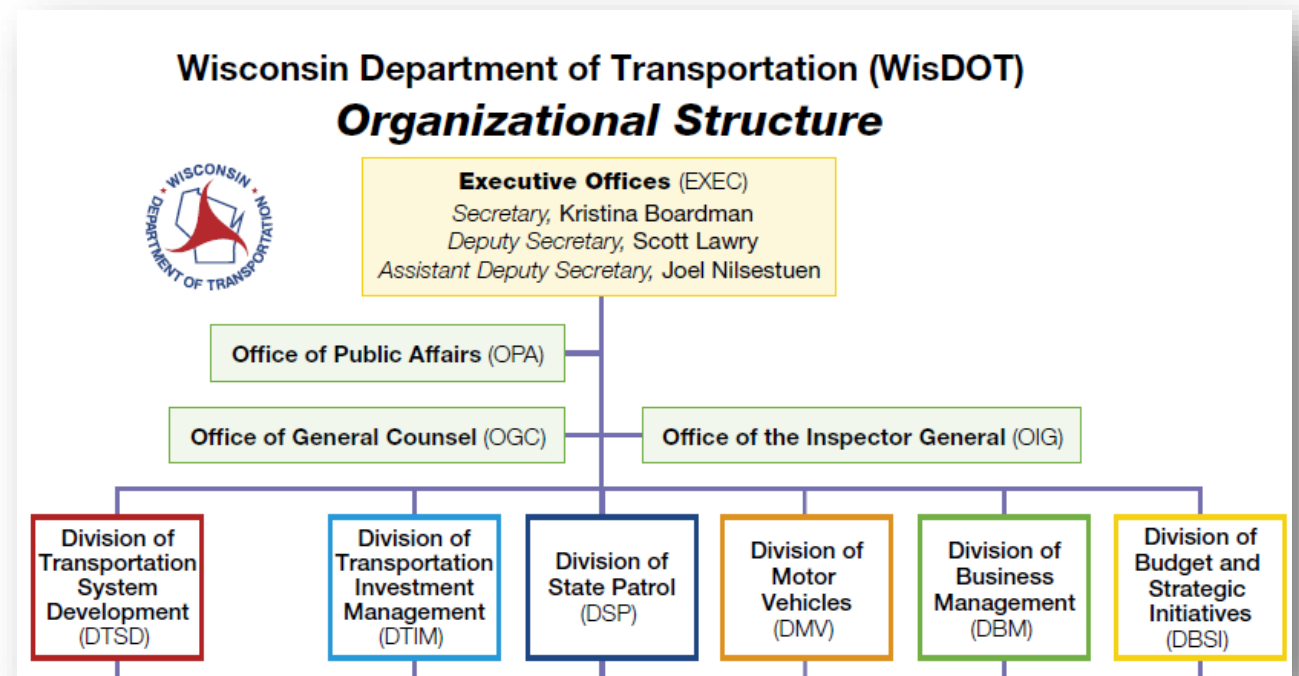 Wisconsin Department of Transportation (WisDOT)
Organizational Structure
WISCONSIN
DEPARTMENT OF TRANSPORTATION
Executive Offices (EXEC)
Secretary, Kristina Boardman
Deputy Secretary, Scott Lawry
Assistant Deputy Secretary, Joel Nilsestuen
Office of Public Affairs (OPA)
Office of General Counsel (OGC)
Office of the Inspector General (OIG)
Division of
Transportation
System
Development
(DTSD)
Division of
Transportation
Investment
Management
(DTIM)
Division of
State Patrol
(DSP)
Division of
Motor
Vehicles
(DMV)
Division of
Business
Management
(DBM)
Division of
Budget and
Strategic
Initiatives
(DBSI)